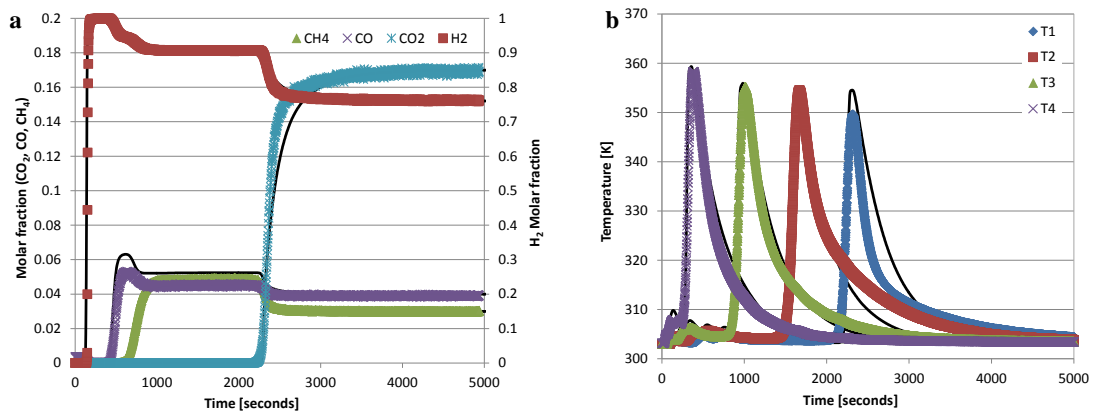 a
0.2
0.18
0.16
0.14
0.12
0.1
0.08
0.06
0.04
0.02
0
Molar fraction (CO₂, CO, CH₄)
CH4
CO
CO2
H2
1
0.9
0.8
0.7
0.6
0.5
0.4
0.3
0.2
0.1
0
H₂ Molar fraction
0 1000 2000 3000 4000 5000
Time [seconds]
b
370
360
350
340
330
320
310
300
Temperature [K]
T1
T2
T3
T4
0 1000 2000 3000 4000 5000
Time [seconds]